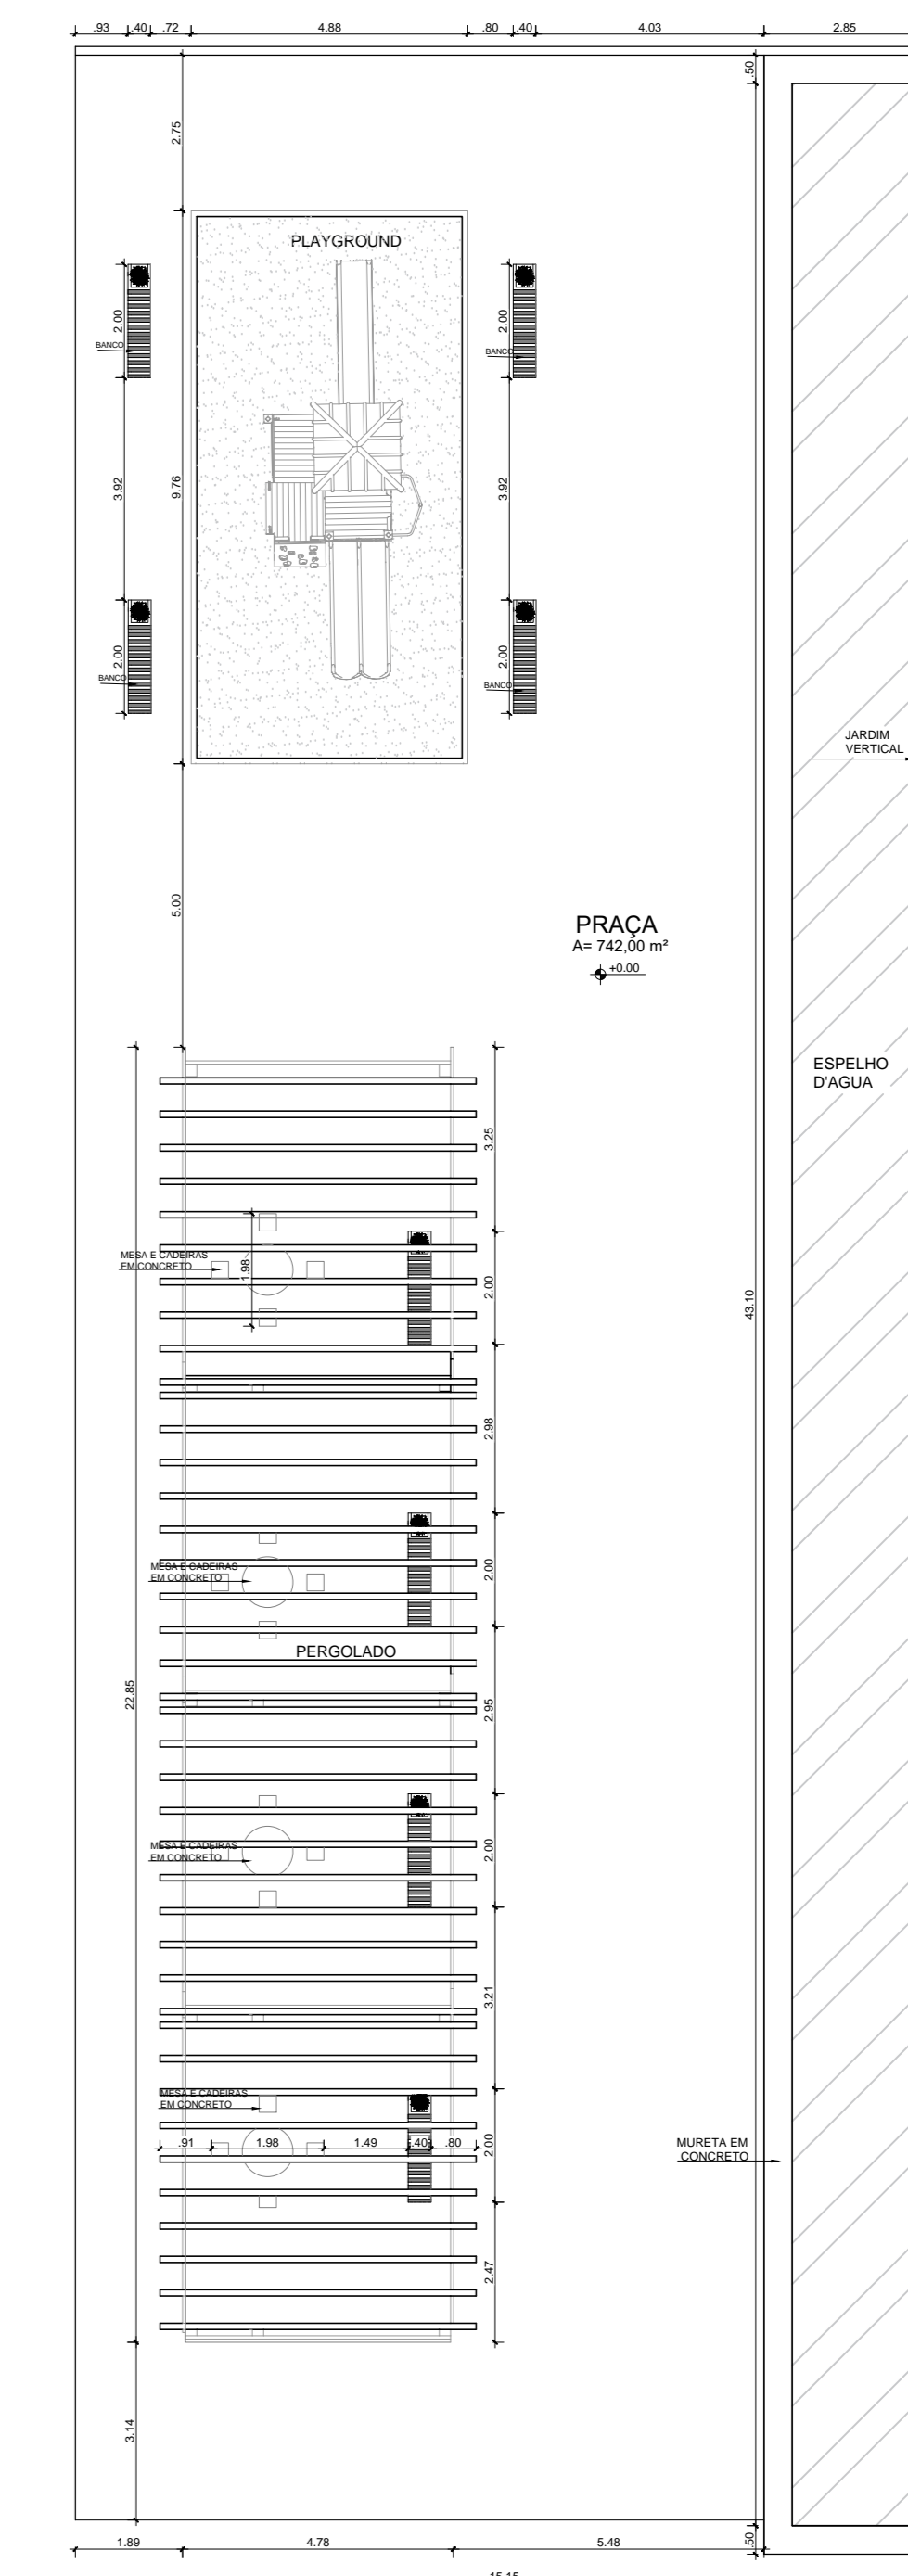 .93 .40 .72 4.88 .80 .40 4.03 2.85
.50
2.75
PLAYGROUND
2.00
2.00
BANCO
BANCO
3.92
9.76
3.92
2.00
2.00
BANCO
BANCO
JARDIM
VERTICAL
5.00
PRAÇA
A= 742,00 m²
+0.00
ESPELHO
D'AGUA
3.25
MESA E CADEIRAS
EM CONCRETO
1.98
2.00
43.10
2.98
MESA E CADEIRAS
EM CONCRETO
2.00
PERGOLADO
22.85
2.95
MESA E CADEIRAS
EM CONCRETO
2.00
3.21
MESA E CADEIRAS
EM CONCRETO
.91 1.98 1.49 .40 .80
2.00
MURETA EM
CONCRETO
2.47
3.14
1.89 4.78 5.48
.50
15.15